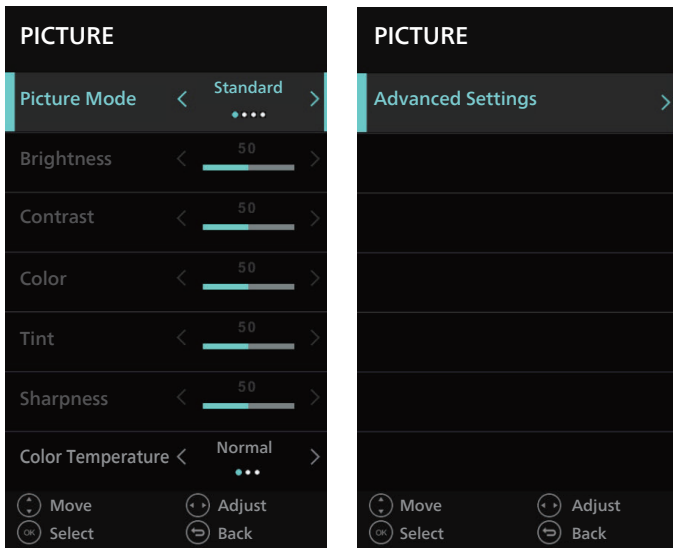 PICTURE
Picture Mode
Standard
Brightness
50
Contrast
50
Color
50
Tint
50
Sharpness
50
Color Temperature
Normal
Move
Adjust
OK
Select
Back
PICTURE
Advanced Settings
Move
Adjust
OK
Select
Back